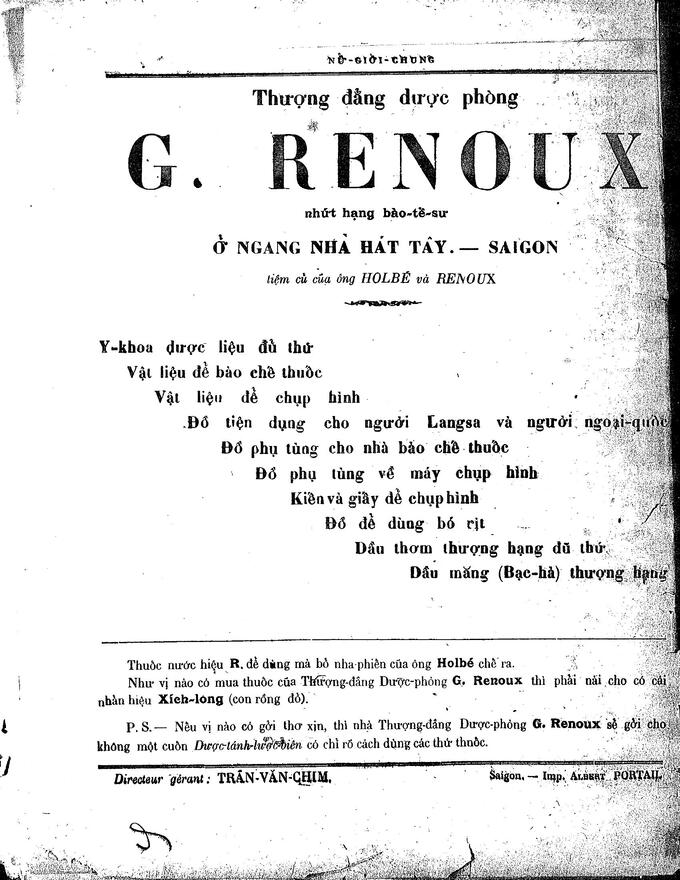 NỮ-GIỚI-CHUNG
Thượng đẳng dược phòng
G. RENOUX
nhứt hạng bào-tề-sư
Ở NGANG NHÀ HÁT TÂY. — SAIGON
tiệm củ của ông HOLBÉ và RENOUX
Y-khoa dược liệu đủ thứ
Vật liệu để bào chế thuốc
Vật liệu để chụp hình
Đồ tiện dụng cho người Langsa và người ngoại-quốc
Đồ phụ tùng cho nhà bào chế thuốc
Đồ phụ tùng về máy chụp hình
Kiến và giấy để chụp hình
Đồ để dùng bó rịt
Dầu thơm thượng hạng đũ thứ
Dầu măng (Bạc-hà) thượng hạng
Thuốc nước hiệu R. để dùng mà bỏ nha-phiến của ông Holbé chế ra.
Như vị nào có mua thuốc của Thượng-đẳng Dược-phòng G. Renoux thì phải nài cho có cái
nhản hiệu Xích-long (con rồng đỏ).
P. S. — Nếu vị nào có gởi thơ xịn, thì nhà Thượng-đẳng Dược-phòng G. Renoux sẽ gởi cho
không một cuốn Dược-tánh-lược-biên có chỉ rỏ cách dùng các thứ thuốc.
Directeur gérant : TRẦN-VĂN-CHIM.
Saigon. — Imp. ALBERT PORTAIL.